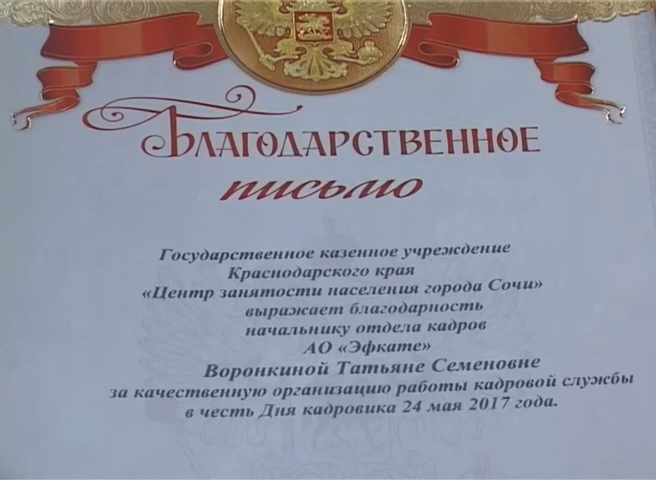 Благодарственное
письмо
Государственное казенное учреждение
Краснодарского края
«Центр занятости населения города Сочи»
выражает благодарность
начальнику отдела кадров
АО «Эфкате»
Воронкиной Татьяне Семеновне
за качественную организацию работы кадровой службы
в честь Дня кадровика 24 мая 2017 года.